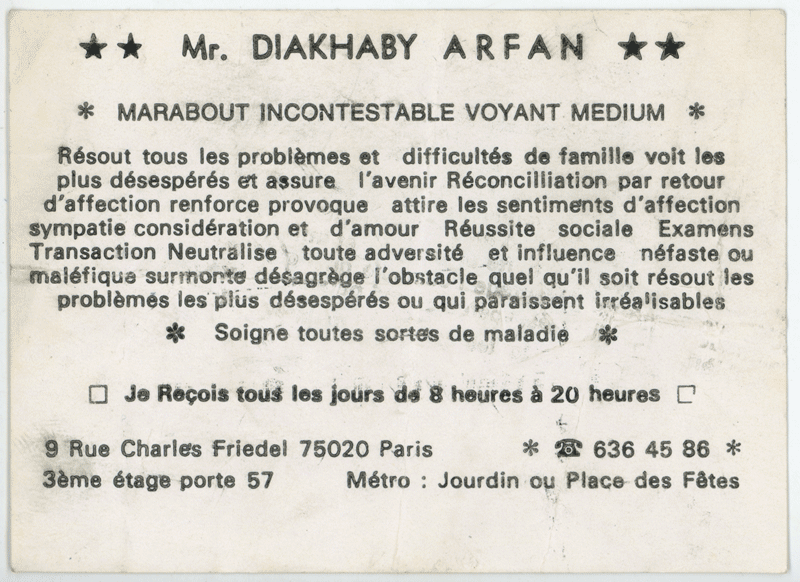 ★ ★ Mr. DIAKHABY ARFAN ★ ★
* MARABOUT INCONTESTABLE VOYANT MEDIUM *
Résout tous les problèmes et difficultés de famille voit les
plus désespérés et assure l'avenir Réconcilliation par retour
d'affection renforce provoque attire les sentiments d'affection
sympatie considération et d'amour Réussite sociale Examens
Transaction Neutralise toute adversité et influence néfaste ou
maléfique surmonte désagrège l'obstacle quel qu'il soit résout les
problèmes les plus désespérés ou qui paraissent irréalisables
* Soigne toutes sortes de maladie *
□ Je Reçois tous les jours de 8 heures à 20 heures □
9 Rue Charles Friedel 75020 Paris * ☎ 636 45 86 *
3ème étage porte 57 Métro : Jourdin ou Place des Fêtes